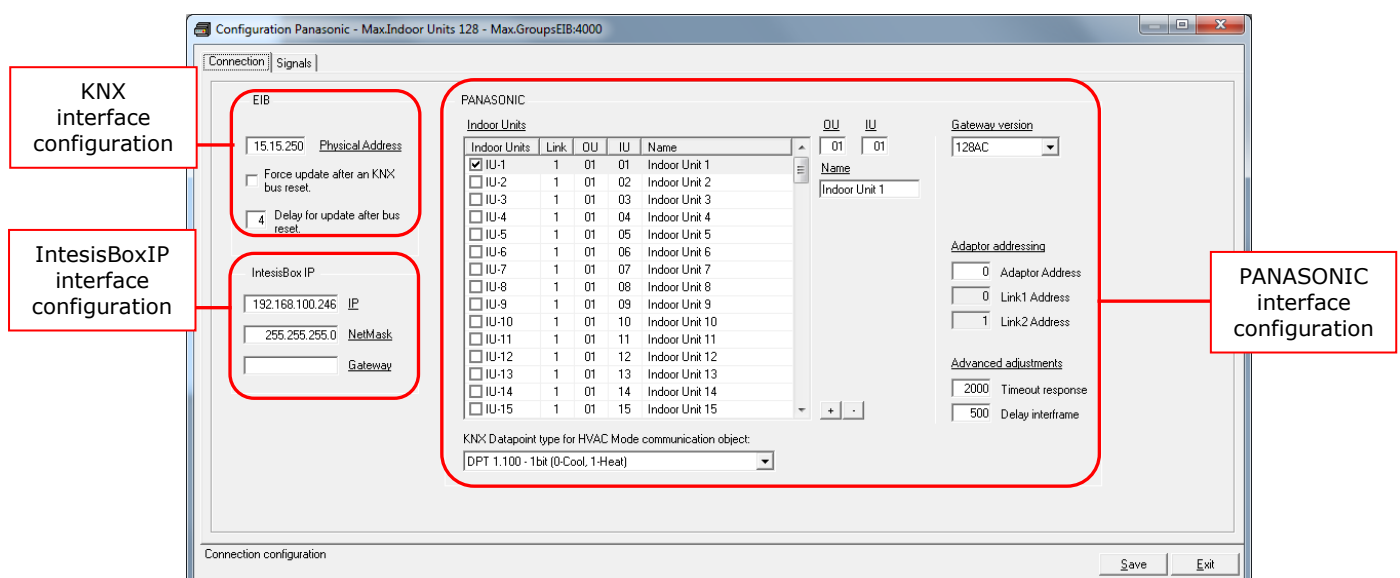 Configuration Panasonic - Max.Indoor Units 128 - Max.GroupsEIB:4000
Connection Signals
KNX
interface
configuration
IntesisBoxIP
interface
configuration
EIB
15.15.250 Physical Address
Force update after an KNX
bus reset.
4 Delay for update after bus
reset.
IntesisBox IP
192.168.100.246 IP
255.255.255.0 NetMask
Gateway
PANASONIC
Indoor Units
Indoor Units Link OU IU Name
IU-1 1 01 01 Indoor Unit 1
IU-2 1 01 02 Indoor Unit 2
IU-3 1 01 03 Indoor Unit 3
IU-4 1 01 04 Indoor Unit 4
IU-5 1 01 05 Indoor Unit 5
IU-6 1 01 06 Indoor Unit 6
IU-7 1 01 07 Indoor Unit 7
IU-8 1 01 08 Indoor Unit 8
IU-9 1 01 09 Indoor Unit 9
IU-10 1 01 10 Indoor Unit 10
IU-11 1 01 11 Indoor Unit 11
IU-12 1 01 12 Indoor Unit 12
IU-13 1 01 13 Indoor Unit 13
IU-14 1 01 14 Indoor Unit 14
IU-15 1 01 15 Indoor Unit 15
KNX Datapoint type for HVAC Mode communication object:
DPT 1.100 - 1bit (0-Cool, 1-Heat)
OU IU
01 01
Name
Indoor Unit 1
+ -
Gateway version
128AC
Adaptor addressing
0 Adaptor Address
0 Link1 Address
1 Link2 Address
Advanced adjustments
2000 Timeout response
500 Delay interframe
PANASONIC
interface
configuration
Connection configuration
Save Exit